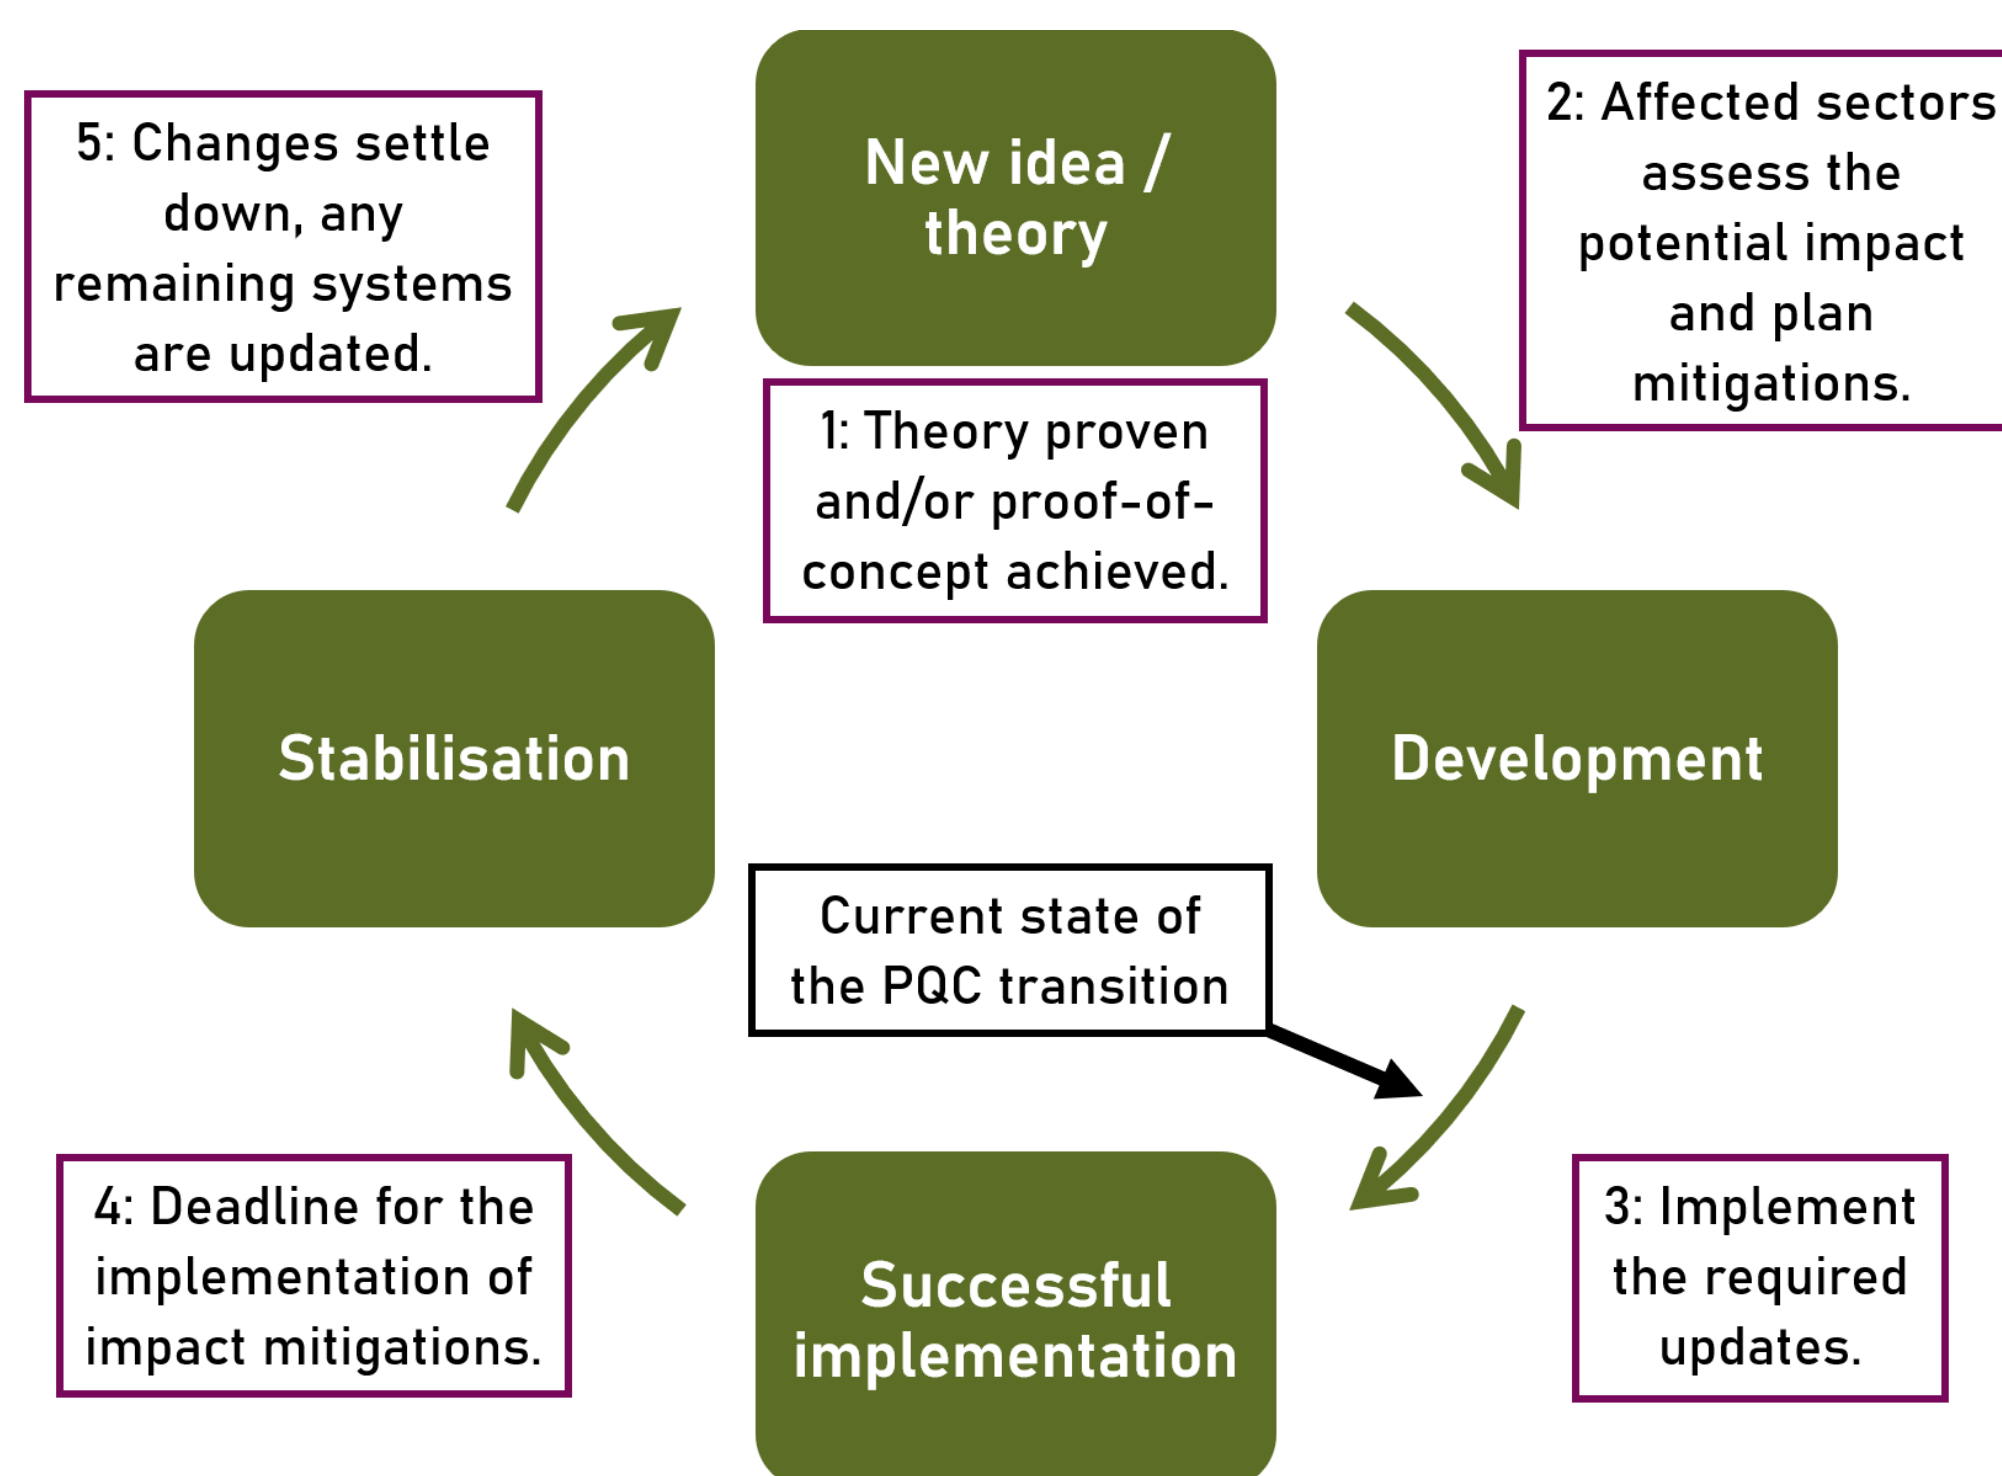 New idea /
theory
1: Theory proven
and/or proof-of-
concept achieved.
2: Affected sectors
assess the
potential impact
and plan
mitigations.
Development
3: Implement
the required
updates.
Current state of
the PQC transition
Successful
implementation
4: Deadline for the
implementation of
impact mitigations.
Stabilisation
5: Changes settle
down, any
remaining systems
are updated.